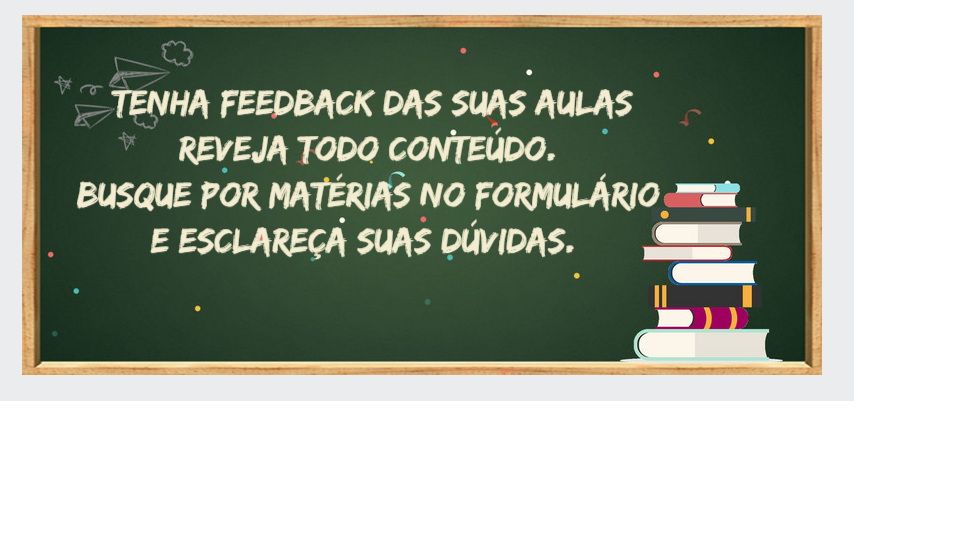 TENHA FEEDBACK DAS SUAS AULAS
REVEJA TODO CONTEÚDO.
BUSQUE POR MATÉRIAS NO FORMULÁRIO
E ESCLAREÇA SUAS DÚVIDAS.